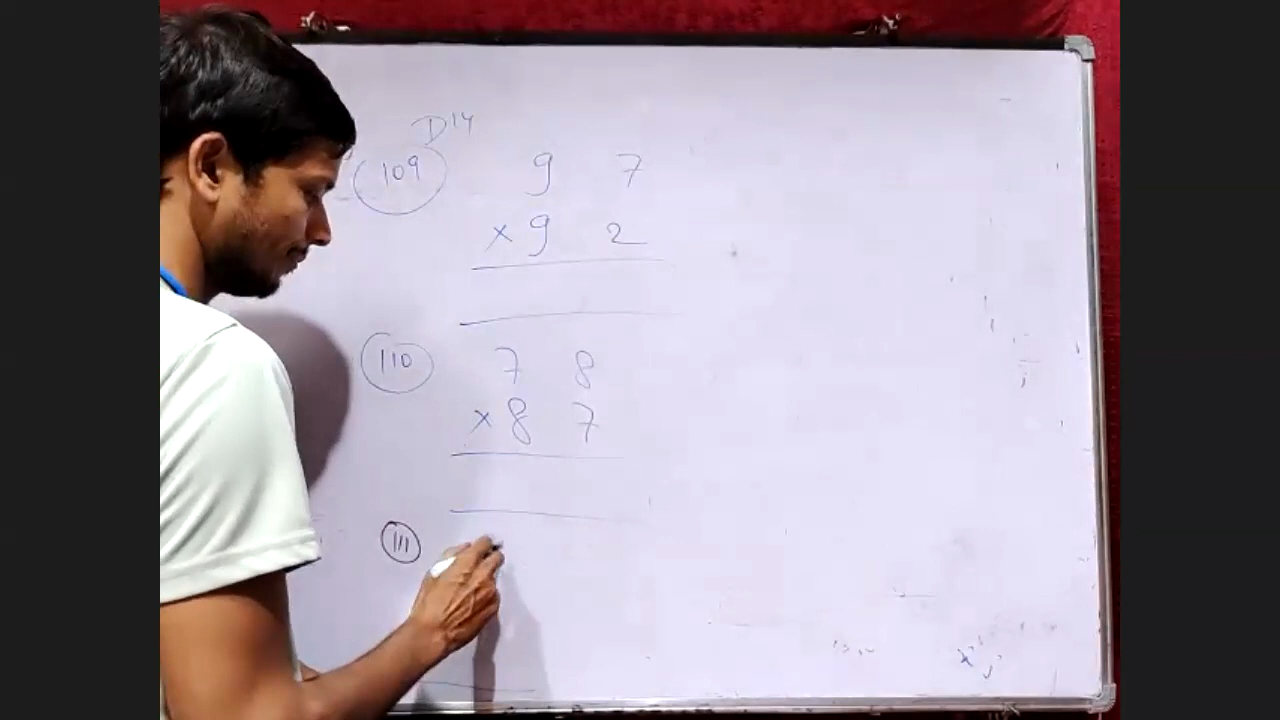 D14
109 9 7
× 9 2
110 7 8
× 8 7
111